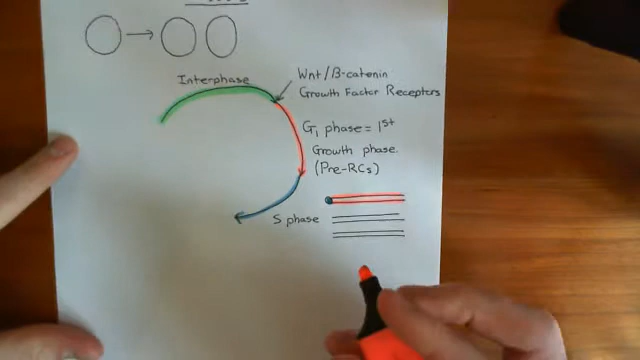 Interphase
Wnt/β-catenin
Growth Factor Receptors
G1 phase = 1st
Growth phase
(Pre-RCs)
S phase